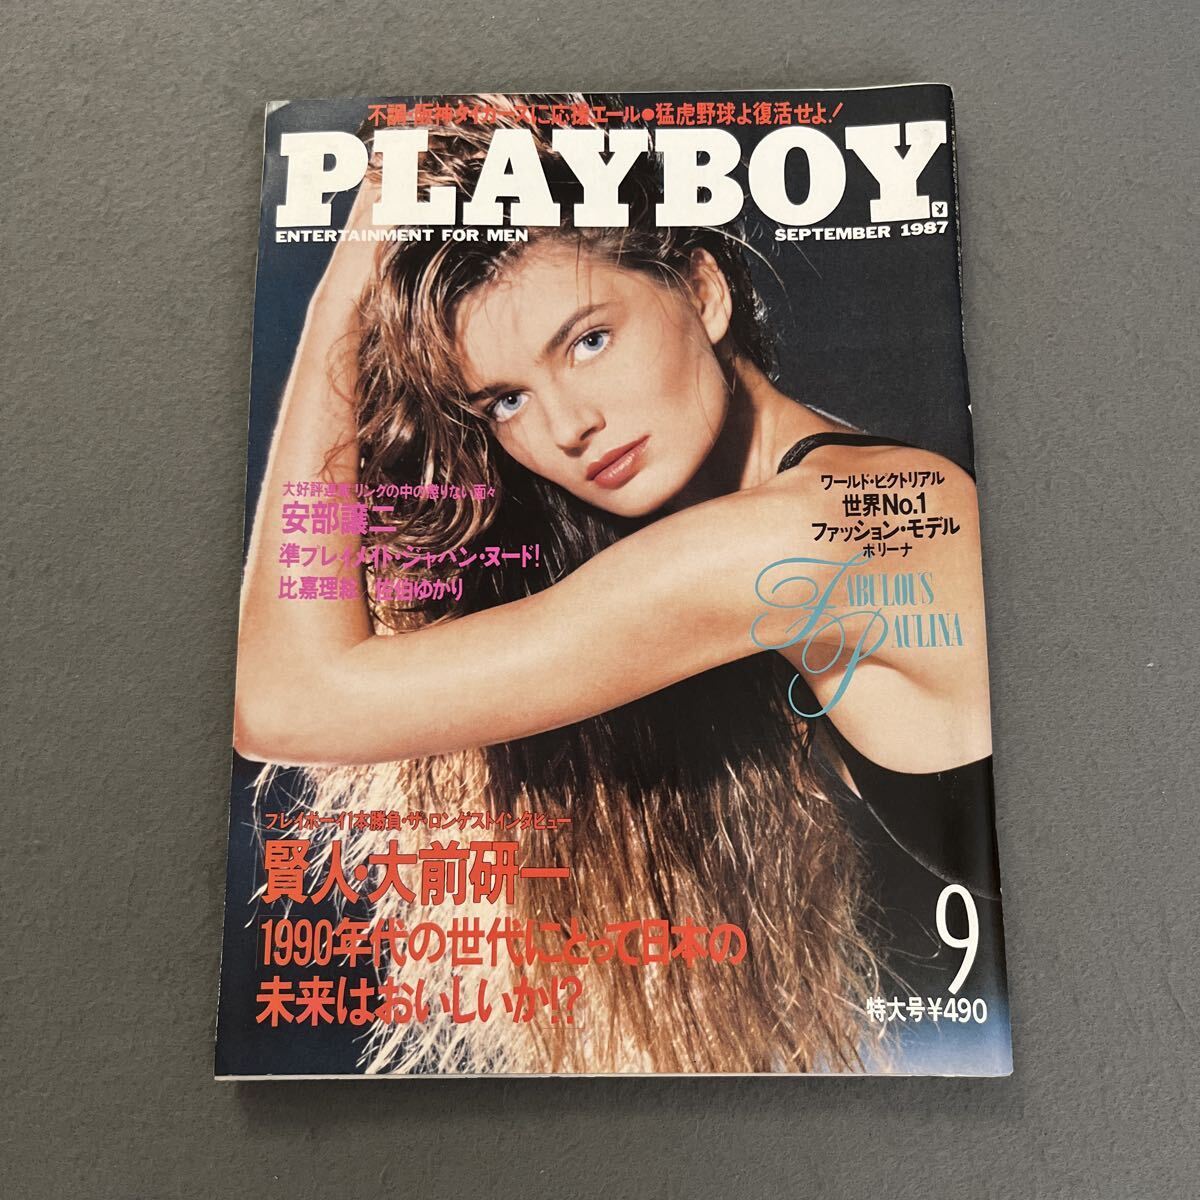 不調・阪神タイガースに応援エール●猛虎野球よ復活せよ!
PLAYBOY
ENTERTAINMENT FOR MEN
SEPTEMBER 1987
大好評連載 リングの中の懲りない面々
安部譲二
準プレイメイト・ジャパン・ヌード!
比嘉理絵 佐伯ゆかり
ワールド・ピクトリアル
世界No.1
ファッション・モデル
ポリーナ
FABULOUS
PAULINA
プレイボーイ1本勝負・ザ・ロンゲストインタビュー
賢人・大前研一
「1990年代の世代にとって日本の
未来はおいしいか!?」
9
特大号¥490